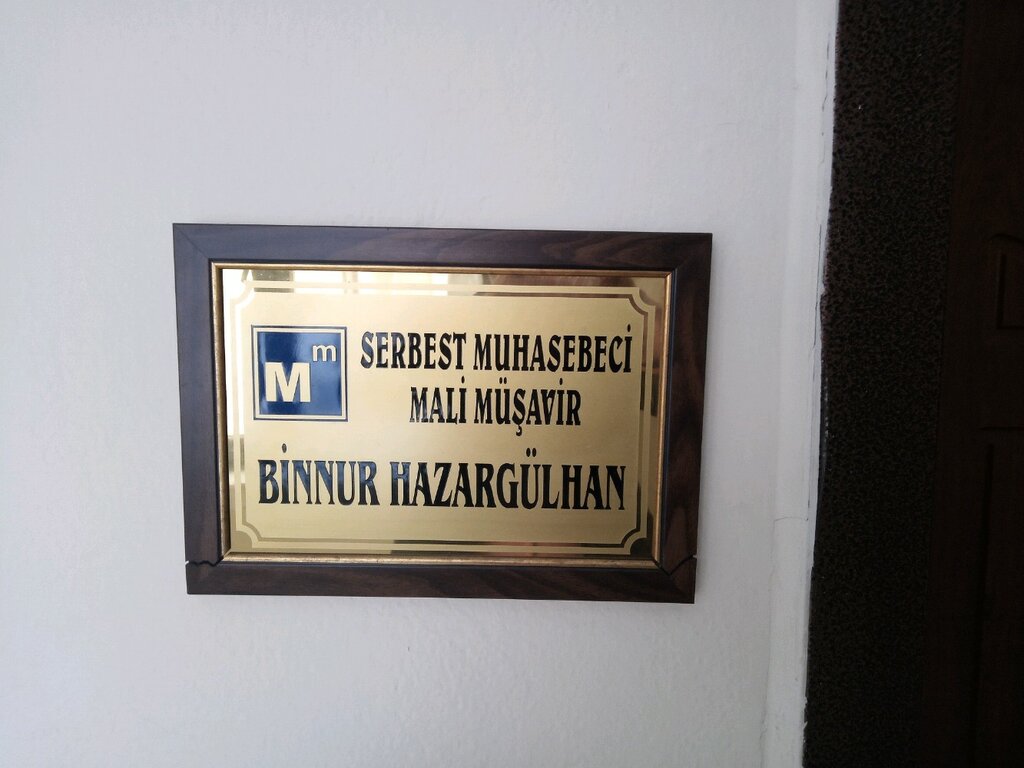 Mm
SERBEST MUHASEBECİ
MALİ MÜŞAVİR
BİNNUR HAZARGÜLHAN